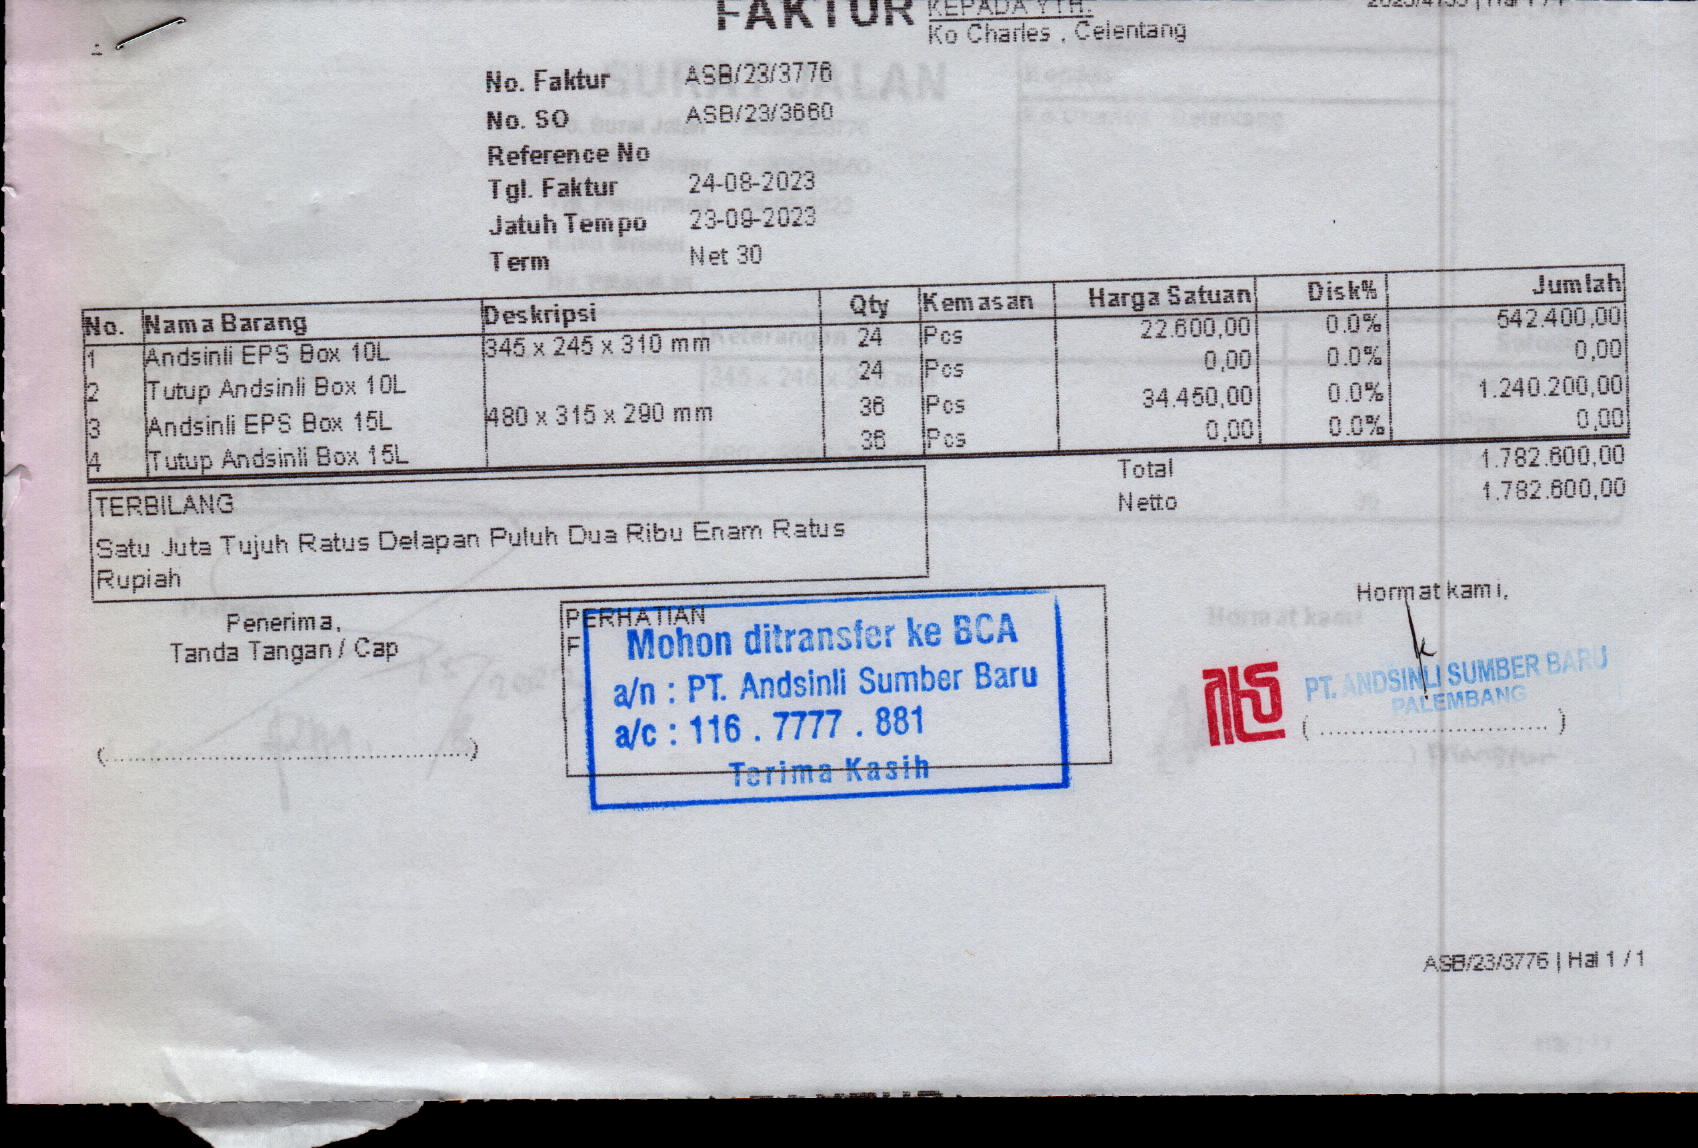 FAKTUR
KEPADA YTH.
Ko Charles , Celentang
No. Faktur ASB/23/3776
No. SO ASB/23/3660
Reference No
Tgl. Faktur 24-08-2023
Jatuh Tempo 23-09-2023
Term Net 30
No. Nama Barang Deskripsi Qty Kemasan Harga Satuan Disk% Jumlah
1 Andsinli EPS Box 10L 345 x 245 x 310 mm 24 Pcs 22.600,00 0.0% 542.400,00
2 Tutup Andsinli Box 10L 24 Pcs 0,00 0.0% 0,00
3 Andsinli EPS Box 15L 480 x 315 x 290 mm 36 Pcs 34.450,00 0.0% 1.240.200,00
4 Tutup Andsinli Box 15L 36 Pcs 0,00 0.0% 0,00
Total 1.782.600,00
Netto 1.782.600,00
TERBILANG
Satu Juta Tujuh Ratus Delapan Puluh Dua Ribu Enam Ratus
Rupiah
Penerima,
Tanda Tangan / Cap
(..........................................)
PERHATIAN
F
Mohon ditransfer ke BCA
a/n : PT. Andsinli Sumber Baru
a/c : 116 . 7777 . 881
Terima Kasih
Hormat kami,
PT. ANDSINLI SUMBER BARU
PALEMBANG
(..............................)
ASB/23/3776 | Hal 1 / 1